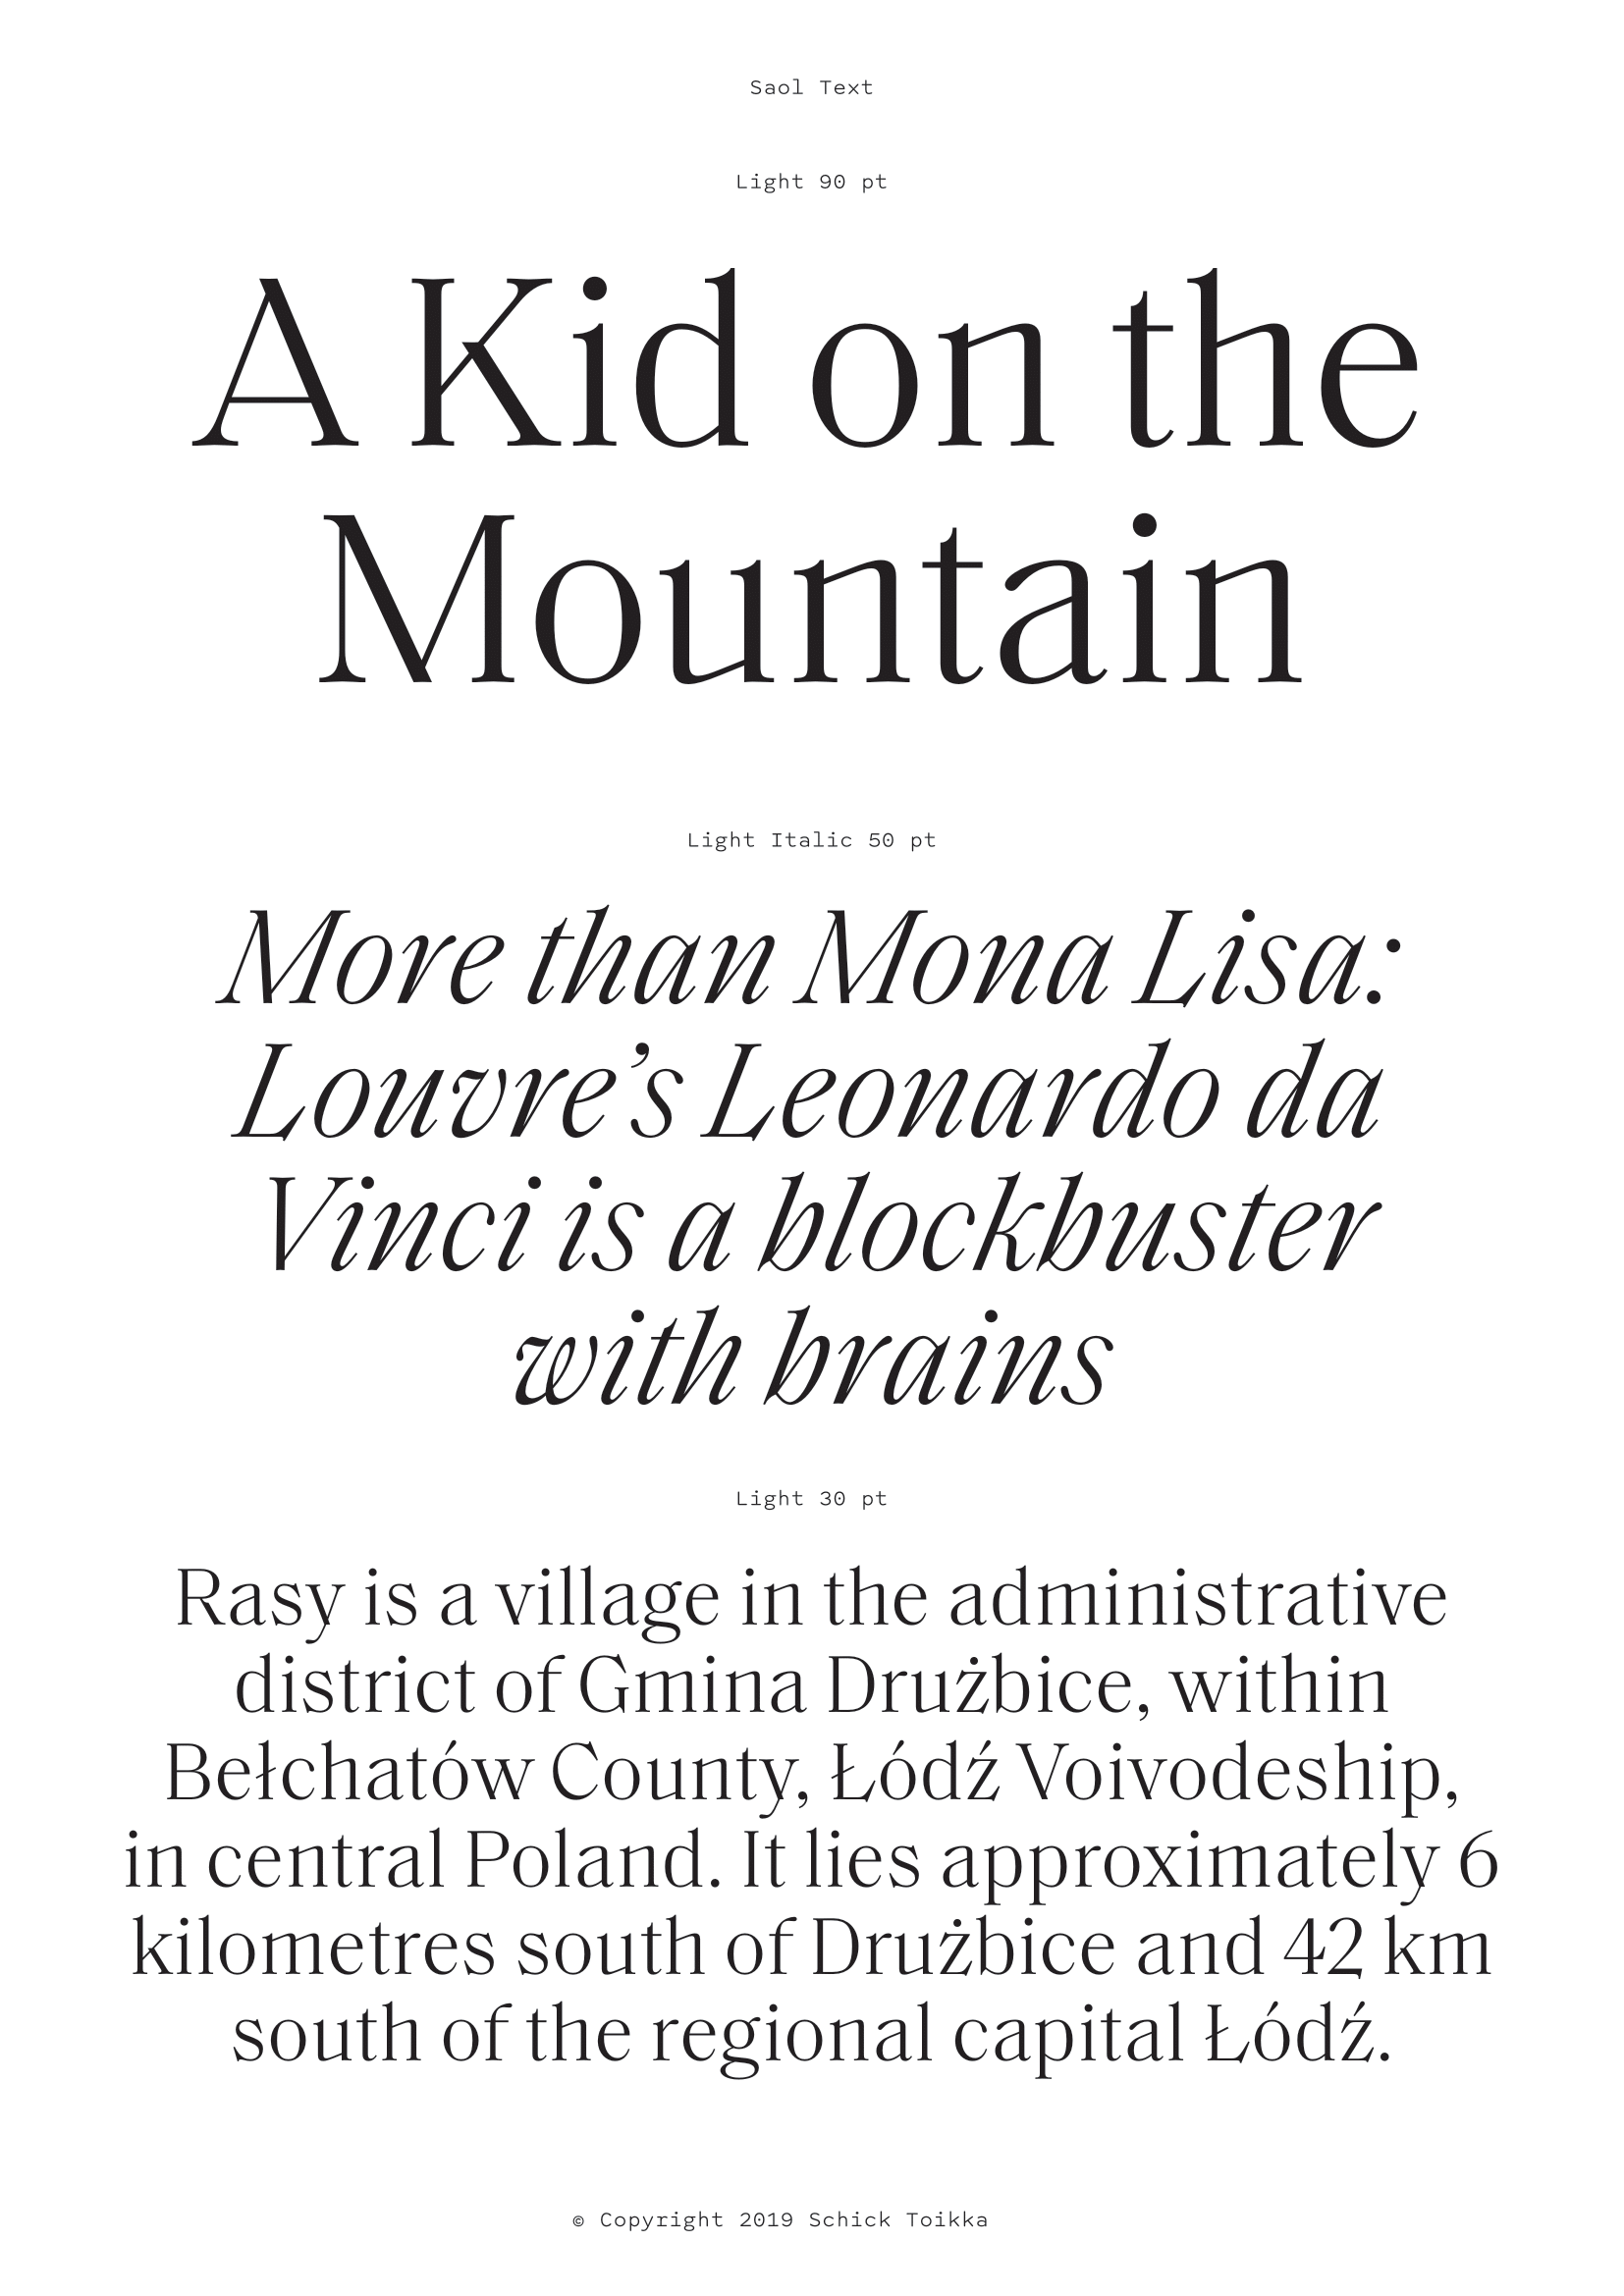 Saol Text
Light 90 pt
A Kid on the
Mountain
Light Italic 50 pt
More than Mona Lisa:
Louvre’s Leonardo da
Vinci is a blockbuster
with brains
Light 30 pt
Rasy is a village in the administrative
district of Gmina Drużbice, within
Bełchatów County, Łódź Voivodeship,
in central Poland. It lies approximately 6
kilometres south of Drużbice and 42 km
south of the regional capital Łódź.
© Copyright 2019 Schick Toikka